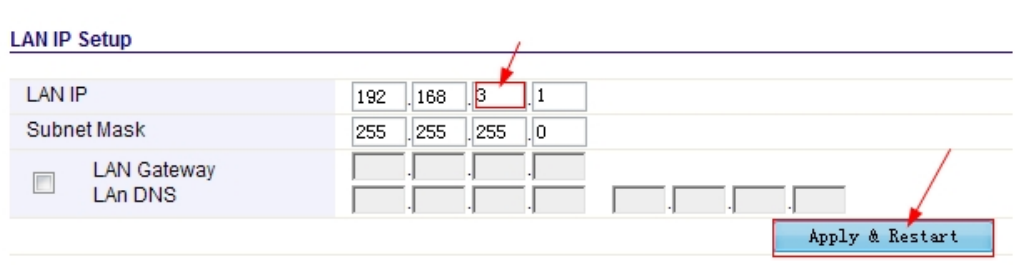 LAN IP Setup
LAN IP 192 .168 .3 .1
Subnet Mask 255 .255 .255 .0
LAN Gateway . . .
LAn DNS . . . . . .
Apply & Restart